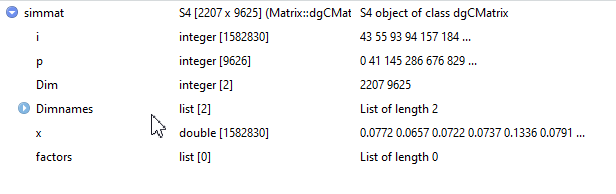 simmat S4 [2207 x 9625] (Matrix::dgCMat S4 object of class dgCMatrix
i integer [1582830] 43 55 93 94 157 184 ...
p integer [9626] 0 41 145 286 676 829 ...
Dim integer [2] 2207 9625
Dimnames list [2] List of length 2
x double [1582830] 0.0772 0.0657 0.0722 0.0737 0.1336 0.0791 ...
factors list [0] List of length 0